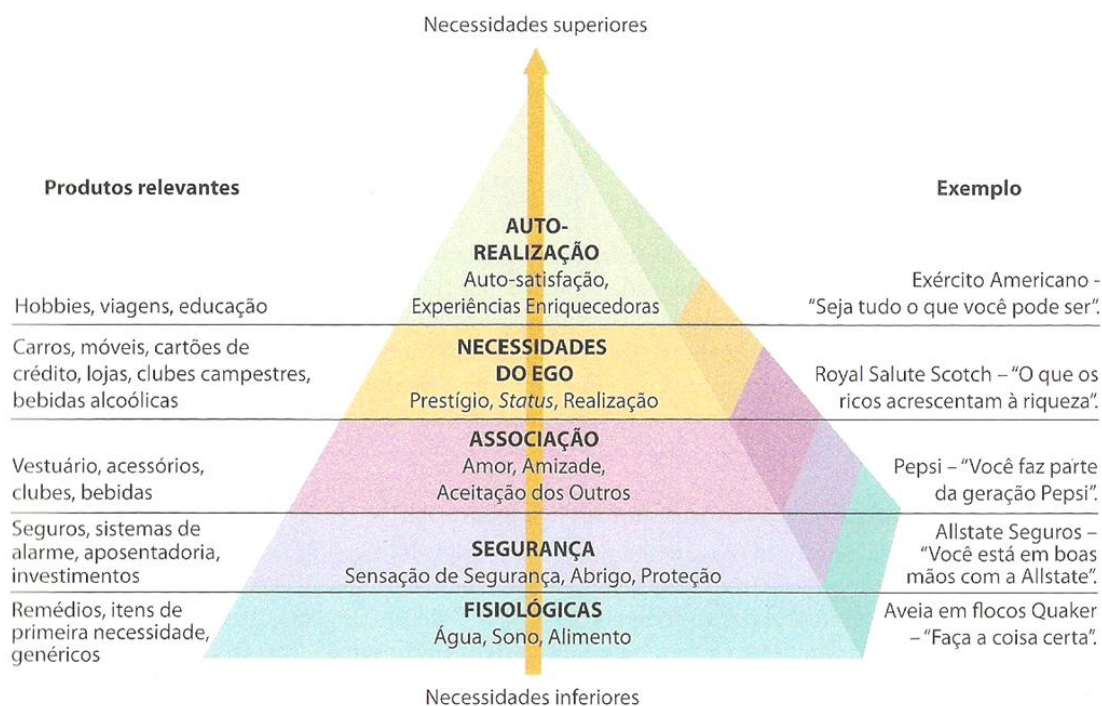 Necessidades superiores
Produtos relevantes
Exemplo
AUTO-
REALIZAÇÃO
Auto-satisfação,
Experiências Enriquecedoras
Hobbies, viagens, educação
Exército Americano -
“Seja tudo o que você pode ser”.
Carros, móveis, cartões de
crédito, lojas, clubes campestres,
bebidas alcoólicas
NECESSIDADES
DO EGO
Prestígio, Status, Realização
Royal Salute Scotch – “O que os
ricos acrescentam à riqueza”.
Vestuário, acessórios,
clubes, bebidas
ASSOCIAÇÃO
Amor, Amizade,
Aceitação dos Outros
Pepsi – “Você faz parte
da geração Pepsi”.
Seguros, sistemas de
alarme, aposentadoria,
investimentos
SEGURANÇA
Sensação de Segurança, Abrigo, Proteção
Allstate Seguros –
“Você está em boas
mãos com a Allstate”.
Remédios, itens de
primeira necessidade,
genéricos
FISIOLÓGICAS
Água, Sono, Alimento
Aveia em flocos Quaker
– “Faça a coisa certa”.
Necessidades inferiores